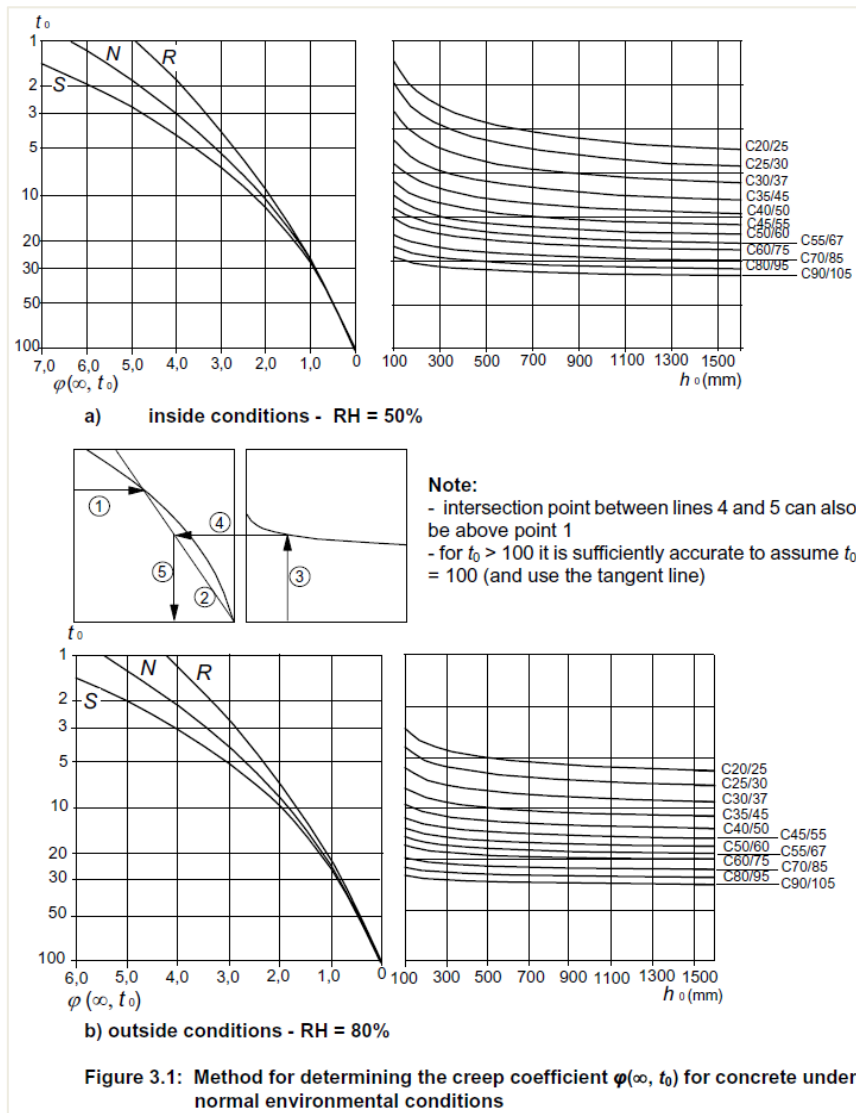 t₀
1
N
R
2
S
3
5
10
20
30
50
100
7,0 6,0 5,0 4,0 3,0 2,0 1,0 0
φ(∞, t₀)
C20/25
C25/30
C30/37
C35/45
C40/50
C45/55
C50/60
C55/67
C60/75
C70/85
C80/95
C90/105
100 300 500 700 900 1100 1300 1500
h₀ (mm)
a) inside conditions - RH = 50%
1
4
5
2
3
Note:
- intersection point between lines 4 and 5 can also
be above point 1
- for t₀ > 100 it is sufficiently accurate to assume t₀
= 100 (and use the tangent line)
t₀
1
N
R
2
S
3
5
10
20
30
50
100
6,0 5,0 4,0 3,0 2,0 1,0 0
φ (∞, t₀)
C20/25
C25/30
C30/37
C35/45
C40/50
C45/55
C50/60
C55/67
C60/75
C70/85
C80/95
C90/105
100 300 500 700 900 1100 1300 1500
h₀ (mm)
b) outside conditions - RH = 80%
Figure 3.1: Method for determining the creep coefficient φ(∞, t₀) for concrete under
normal environmental conditions